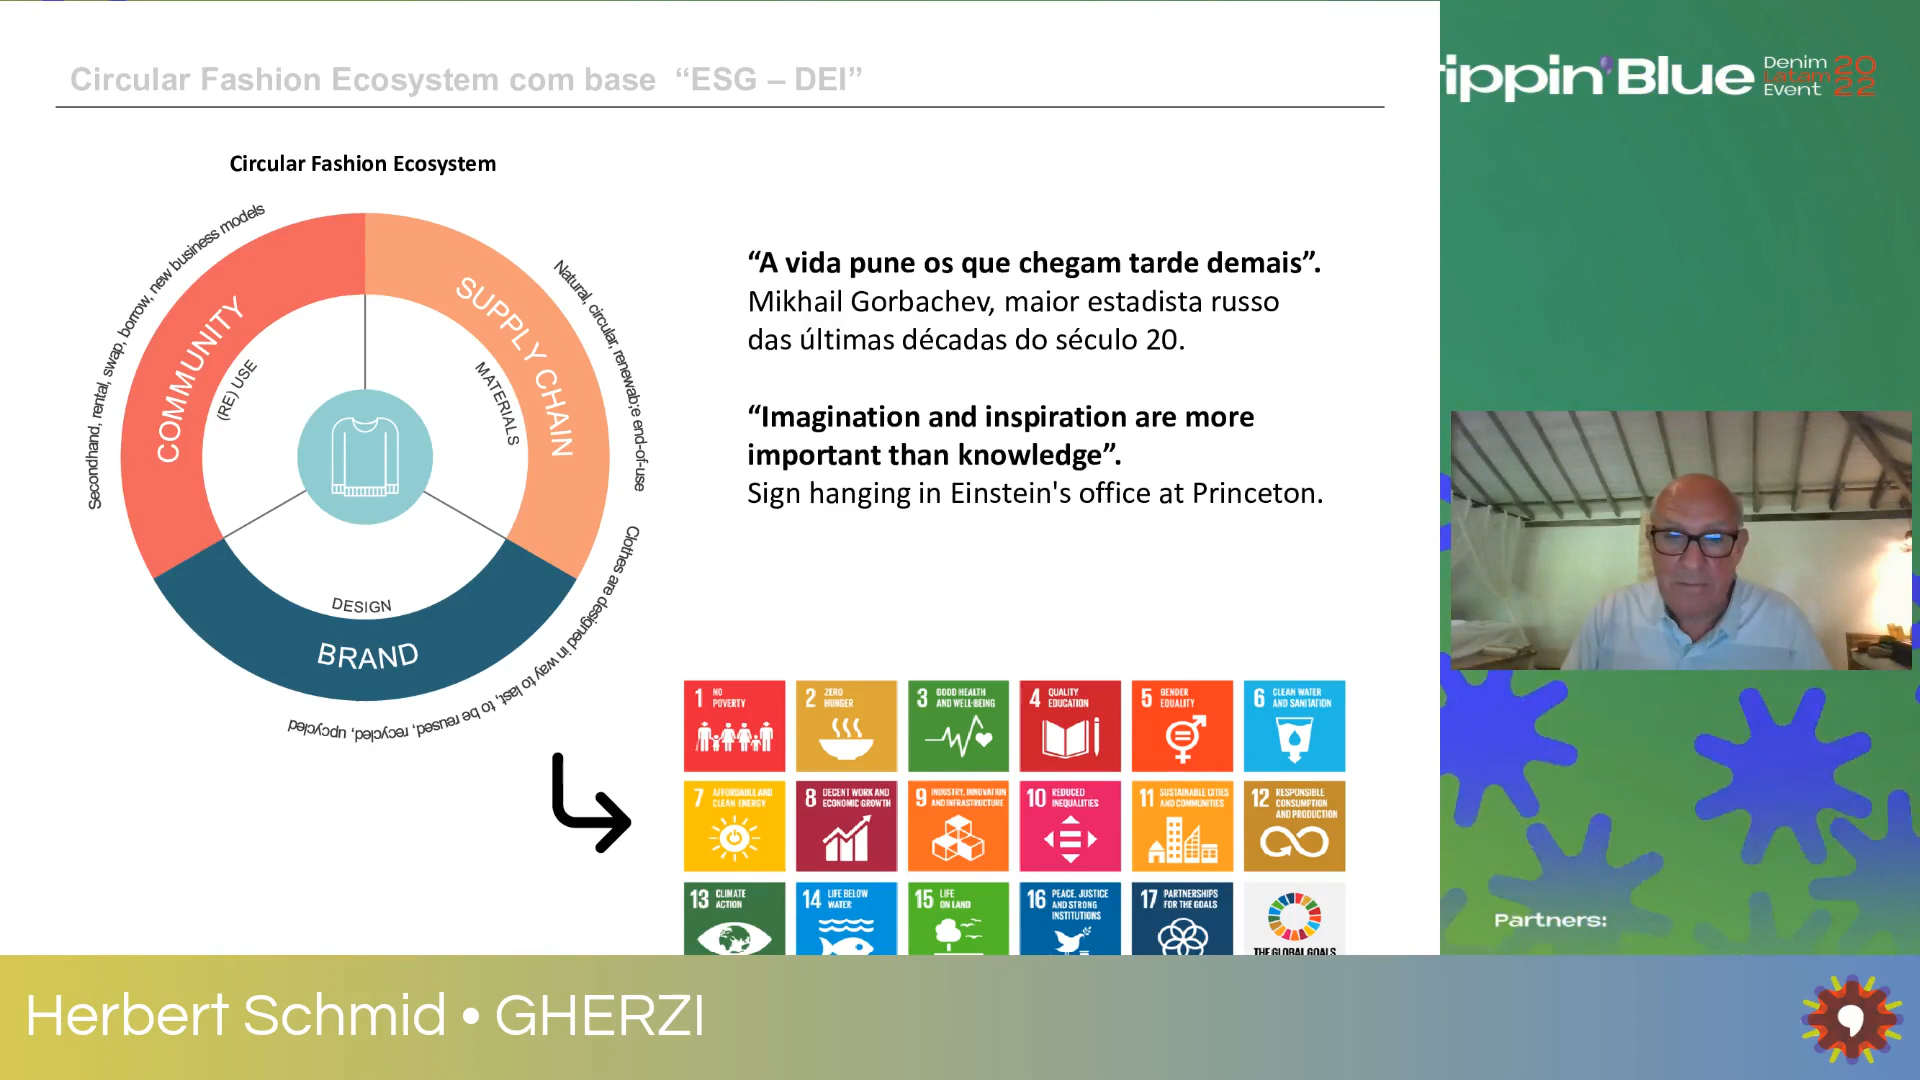 Circular Fashion Ecosystem com base “ESG – DEI”
Circular Fashion Ecosystem
Secondhand, rental, swap, borrow, new business models
COMMUNITY
(RE) USE
SUPPLY CHAIN
MATERIALS
Natural, circular, renewab;e end-of-use
DESIGN
BRAND
Clothes are designed in way to last, to be reused, recycled, upcycled
“A vida pune os que chegam tarde demais”.
Mikhail Gorbachev, maior estadista russo
das últimas décadas do século 20.
“Imagination and inspiration are more
important than knowledge”.
Sign hanging in Einstein's office at Princeton.
1 NO
POVERTY
2 ZERO
HUNGER
3 GOOD HEALTH
AND WELL-BEING
4 QUALITY
EDUCATION
5 GENDER
EQUALITY
6 CLEAN WATER
AND SANITATION
7 AFFORDABLE AND
CLEAN ENERGY
8 DECENT WORK AND
ECONOMIC GROWTH
9 INDUSTRY, INNOVATION
AND INFRASTRUCTURE
10 REDUCED
INEQUALITIES
11 SUSTAINABLE CITIES
AND COMMUNITIES
12 RESPONSIBLE
CONSUMPTION
AND PRODUCTION
13 CLIMATE
ACTION
14 LIFE BELOW
WATER
15 LIFE
ON LAND
16 PEACE, JUSTICE
AND STRONG
INSTITUTIONS
17 PARTNERSHIPS
FOR THE GOALS
THE GLOBAL GOALS
rippin'Blue
Denim
Latam
Event
20
22
Partners:
Herbert Schmid • GHERZI